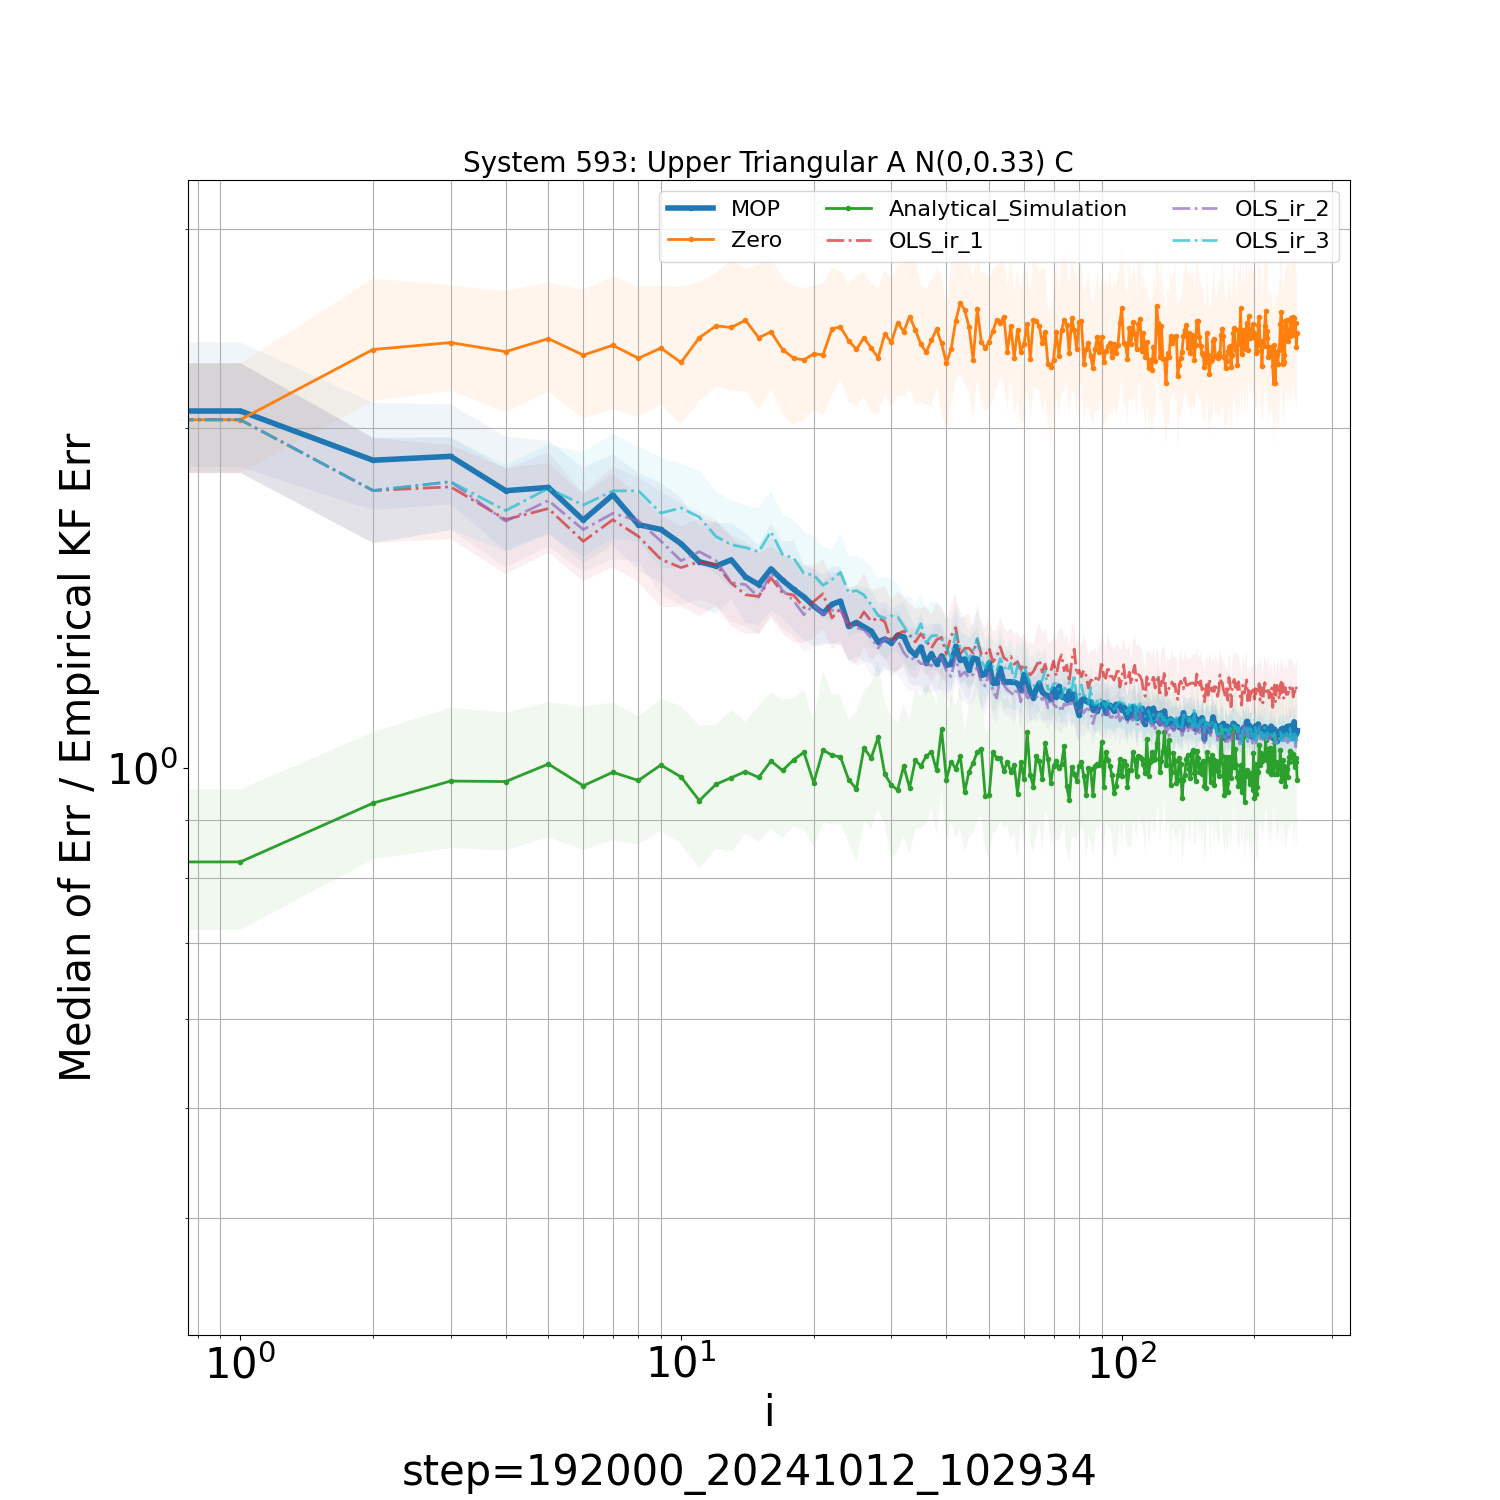 System 593: Upper Triangular A N(0,0.33) C
MOP
Zero
Analytical_Simulation
OLS_ir_1
OLS_ir_2
OLS_ir_3
Median of Err / Empirical KF Err
10⁰
10⁰ 10¹ 10²
i
step=192000_20241012_102934